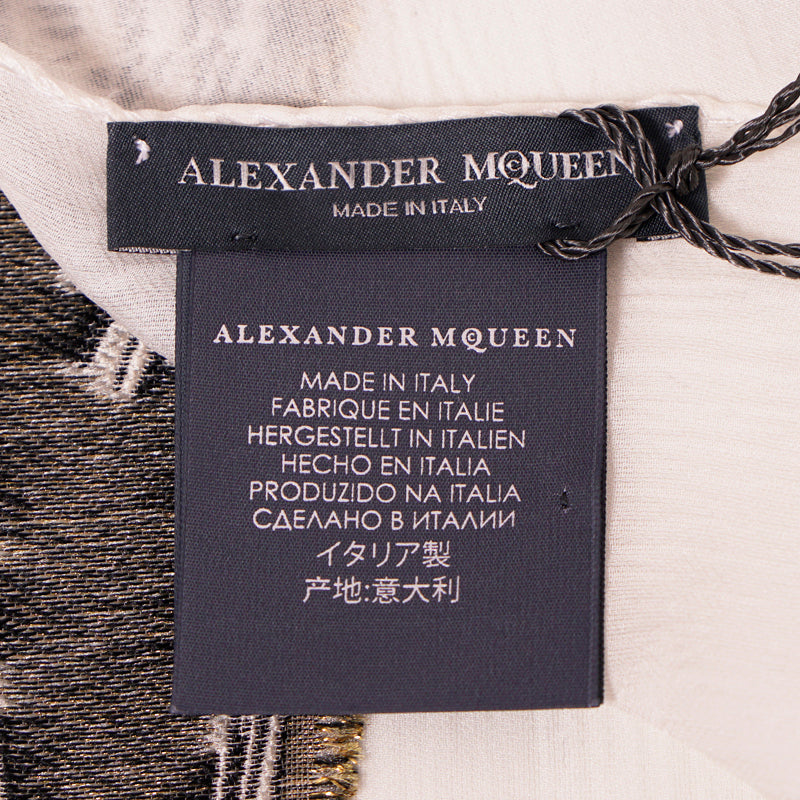 ALEXANDER MCQUEEN
MADE IN ITALY
ALEXANDER MCQUEEN
MADE IN ITALY
FABRIQUE EN ITALIE
HERGESTELLT IN ITALIEN
HECHO EN ITALIA
PRODUZIDO NA ITALIA
СДЕЛАНО В ИТАЛИИ
イタリア製
产地:意大利